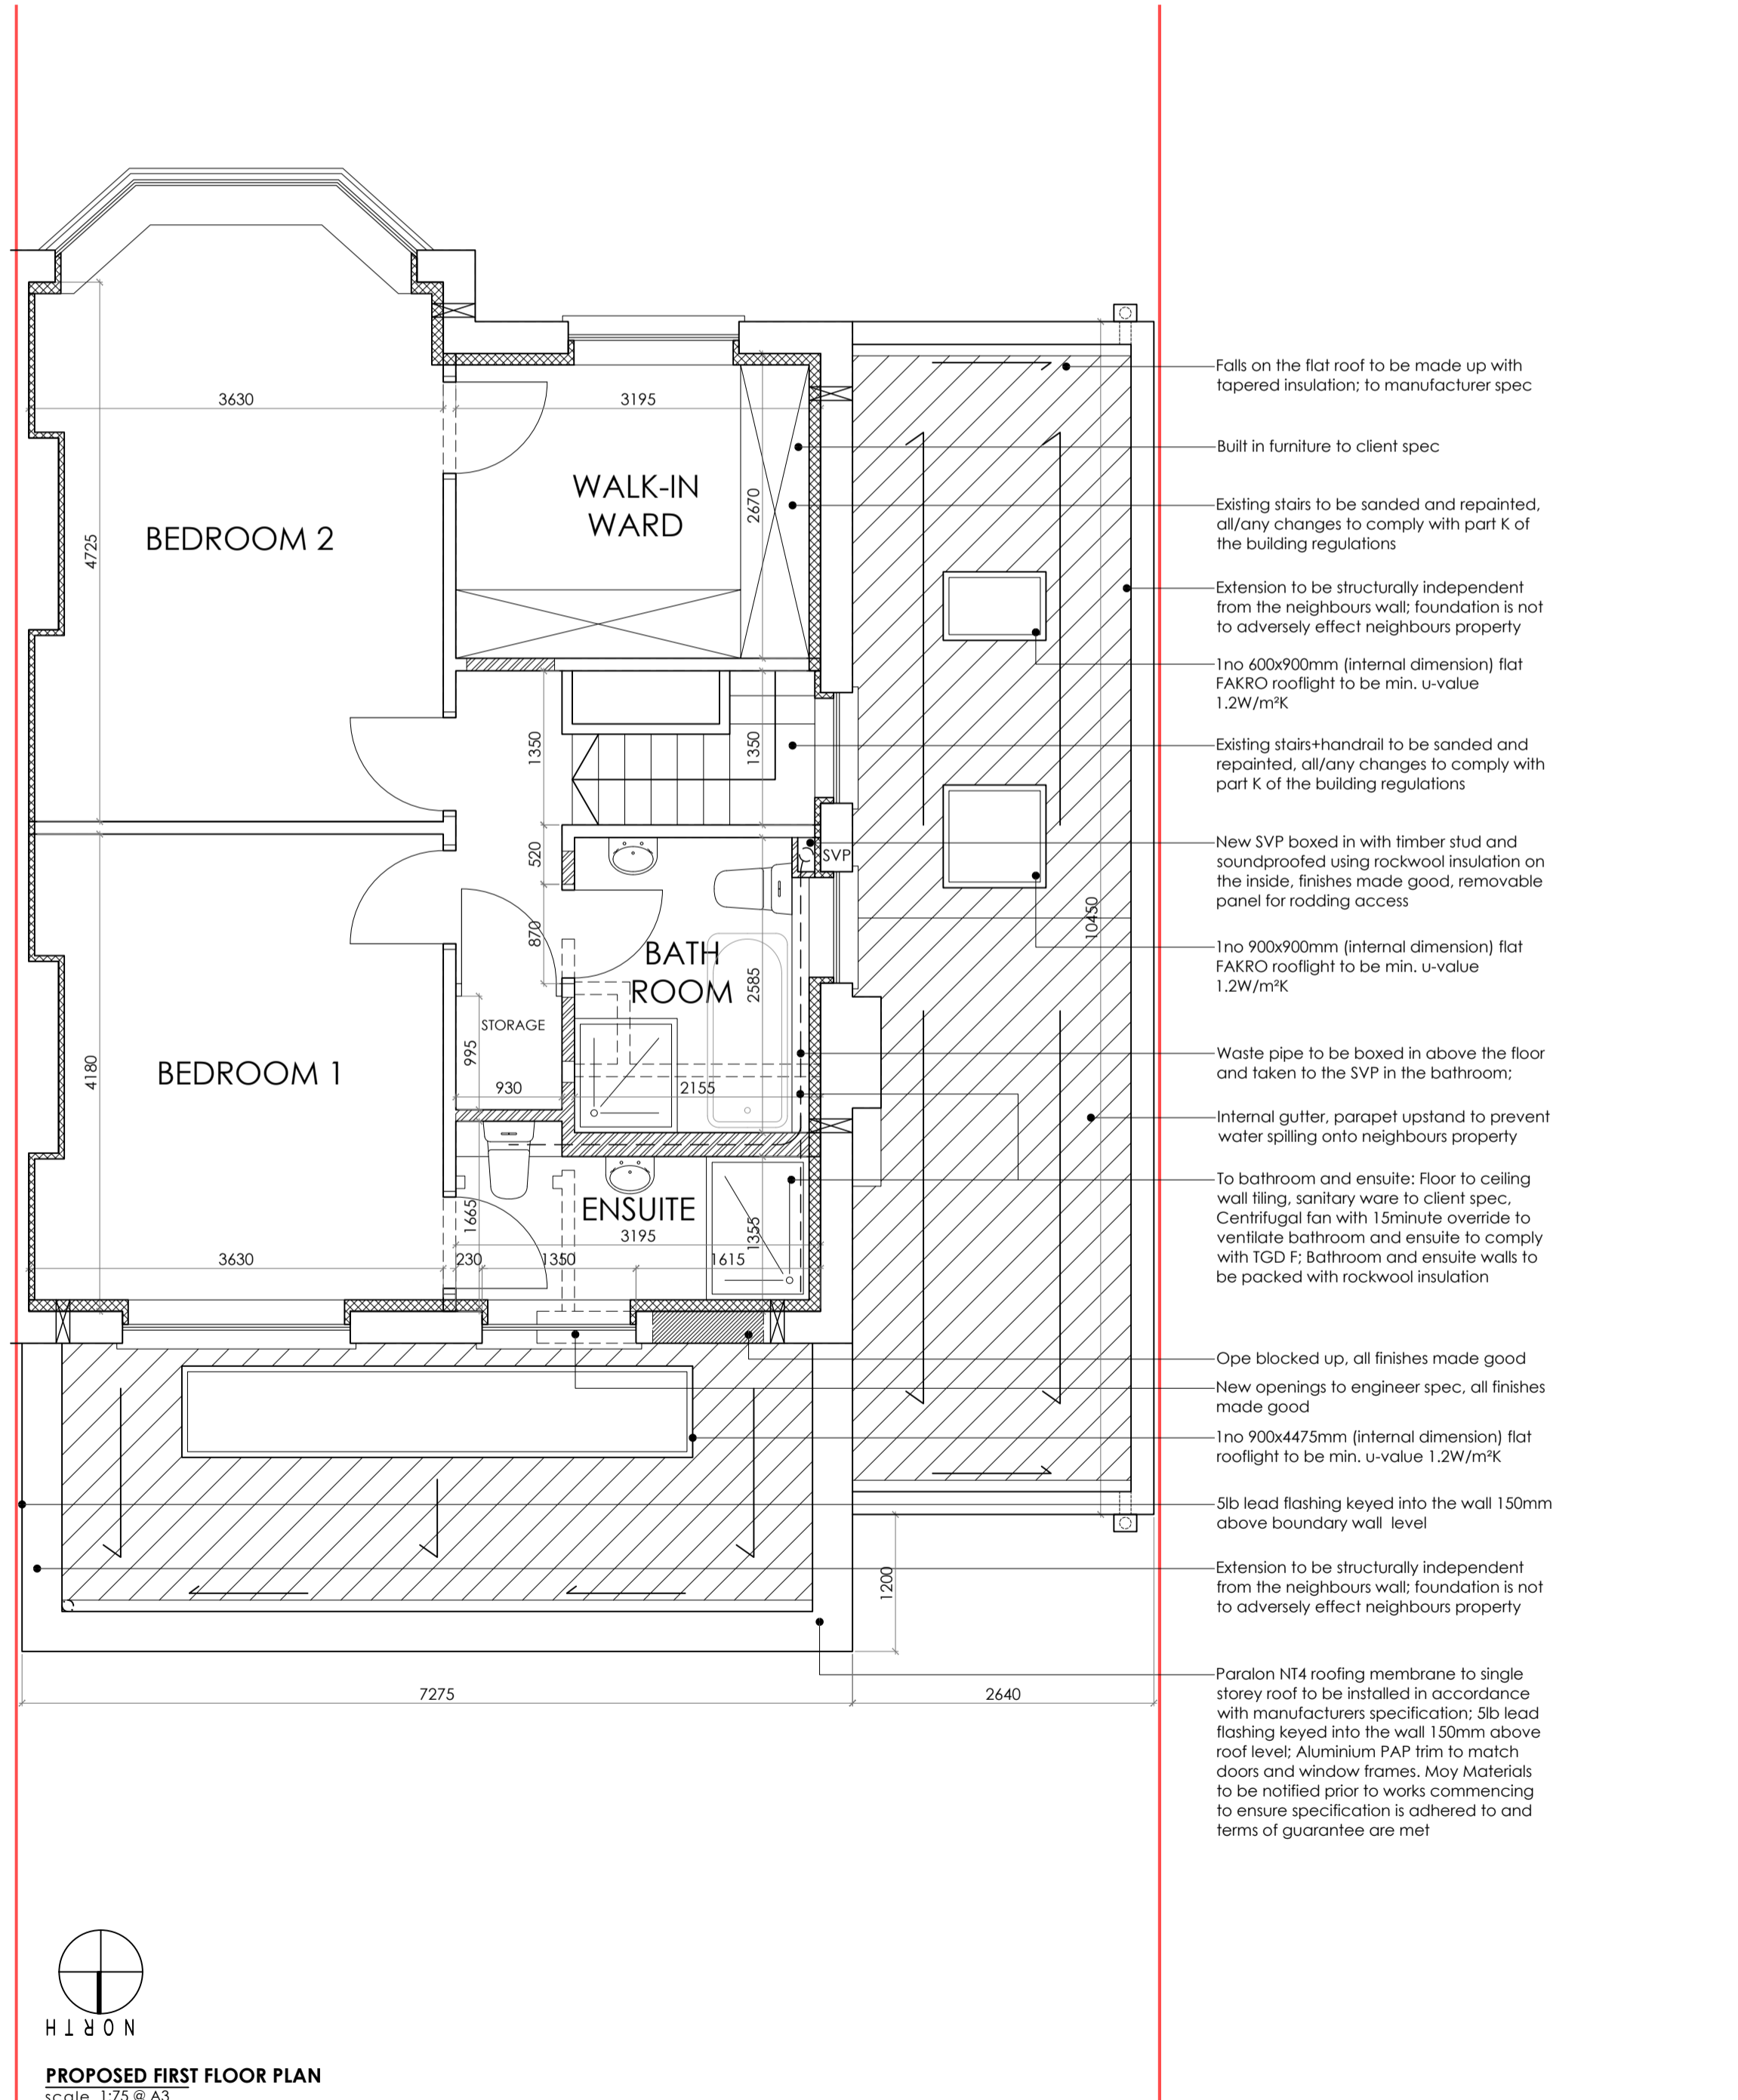 3630
3195
WALK-IN
WARD
2670
BEDROOM 2
4725
1350
1350
520
SVP
870
BATH
ROOM
2585
STORAGE
995
BEDROOM 1
4180
930
2155
ENSUITE
1665
3195
1355
3630
230
1350
1615
10450
1200
7275
2640
Falls on the flat roof to be made up with
tapered insulation; to manufacturer spec
Built in furniture to client spec
Existing stairs to be sanded and repainted,
all/any changes to comply with part K of
the building regulations
Extension to be structurally independent
from the neighbours wall; foundation is not
to adversely effect neighbours property
1no 600x900mm (internal dimension) flat
FAKRO rooflight to be min. u-value
1.2W/m²K
Existing stairs+handrail to be sanded and
repainted, all/any changes to comply with
part K of the building regulations
New SVP boxed in with timber stud and
soundproofed using rockwool insulation on
the inside, finishes made good, removable
panel for rodding access
1no 900x900mm (internal dimension) flat
FAKRO rooflight to be min. u-value
1.2W/m²K
Waste pipe to be boxed in above the floor
and taken to the SVP in the bathroom;
Internal gutter, parapet upstand to prevent
water spilling onto neighbours property
To bathroom and ensuite: Floor to ceiling
wall tiling, sanitary ware to client spec,
Centrifugal fan with 15minute override to
ventilate bathroom and ensuite to comply
with TGD F; Bathroom and ensuite walls to
be packed with rockwool insulation
Ope blocked up, all finishes made good
New openings to engineer spec, all finishes
made good
1no 900x4475mm (internal dimension) flat
rooflight to be min. u-value 1.2W/m²K
5lb lead flashing keyed into the wall 150mm
above boundary wall level
Extension to be structurally independent
from the neighbours wall; foundation is not
to adversely effect neighbours property
Paralon NT4 roofing membrane to single
storey roof to be installed in accordance
with manufacturers specification; 5lb lead
flashing keyed into the wall 150mm above
roof level; Aluminium PAP trim to match
doors and window frames. Moy Materials
to be notified prior to works commencing
to ensure specification is adhered to and
terms of guarantee are met
NORTH
PROPOSED FIRST FLOOR PLAN
scale 1:75 @ A3